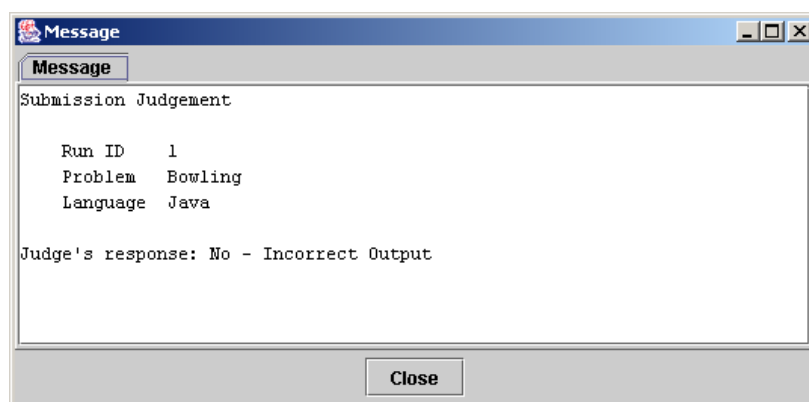 Message
Message
Submission Judgement
Run ID 1
Problem Bowling
Language Java
Judge's response: No - Incorrect Output
Close